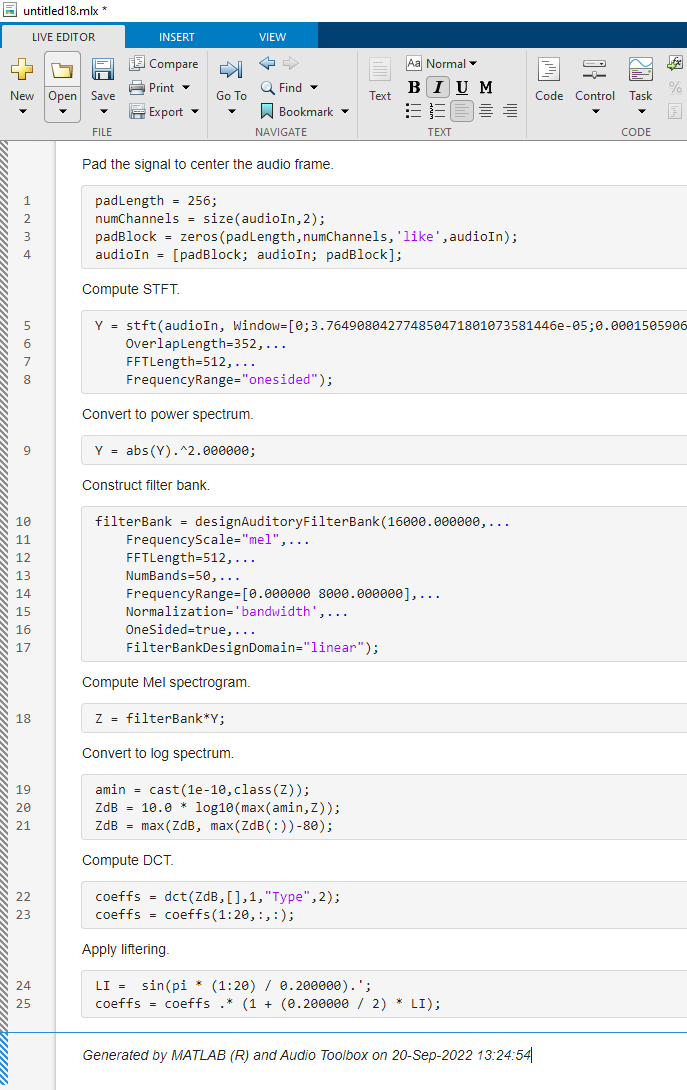 untitled18.mlx *
LIVE EDITOR INSERT VIEW
New Open Save Compare Print Export
Go To Find Bookmark
Text Aa Normal B I U M
Code Control Task
FILE NAVIGATE TEXT CODE
Pad the signal to center the audio frame.
1 padLength = 256;
2 numChannels = size(audioIn,2);
3 padBlock = zeros(padLength,numChannels,'like',audioIn);
4 audioIn = [padBlock; audioIn; padBlock];
Compute STFT.
5 Y = stft(audioIn, Window=[0;3.764908042774850471801073581446e-05;0.0001505906
6 OverlapLength=352,...
7 FFTLength=512,...
8 FrequencyRange="onesided");
Convert to power spectrum.
9 Y = abs(Y).^2.000000;
Construct filter bank.
10 filterBank = designAuditoryFilterBank(16000.000000,...
11 FrequencyScale="mel",...
12 FFTLength=512,...
13 NumBands=50,...
14 FrequencyRange=[0.000000 8000.000000],...
15 Normalization='bandwidth',...
16 OneSided=true,...
17 FilterBankDesignDomain="linear");
Compute Mel spectrogram.
18 Z = filterBank*Y;
Convert to log spectrum.
19 amin = cast(1e-10,class(Z));
20 ZdB = 10.0 * log10(max(amin,Z));
21 ZdB = max(ZdB, max(ZdB(:))-80);
Compute DCT.
22 coeffs = dct(ZdB,[],1,"Type",2);
23 coeffs = coeffs(1:20,:,:);
Apply liftering.
24 LI =  sin(pi * (1:20) / 0.200000).';
25 coeffs = coeffs .* (1 + (0.200000 / 2) * LI);
Generated by MATLAB (R) and Audio Toolbox on 20-Sep-2022 13:24:54